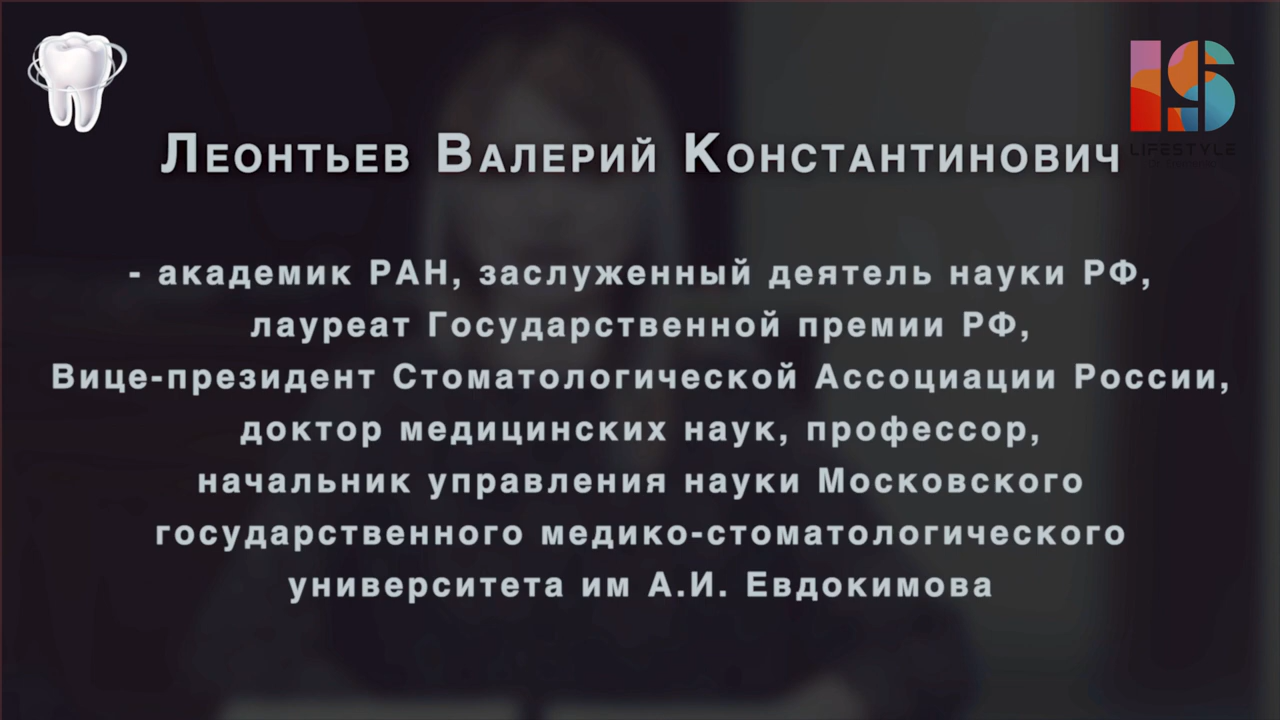 Леонтьев Валерий Константинович
LIFESTYLE
- академик РАН, заслуженный деятель науки РФ,
лауреат Государственной премии РФ,
Вице-президент Стоматологической Ассоциации России,
доктор медицинских наук, профессор,
начальник управления науки Московского
государственного медико-стоматологического
университета им А.И. Евдокимова